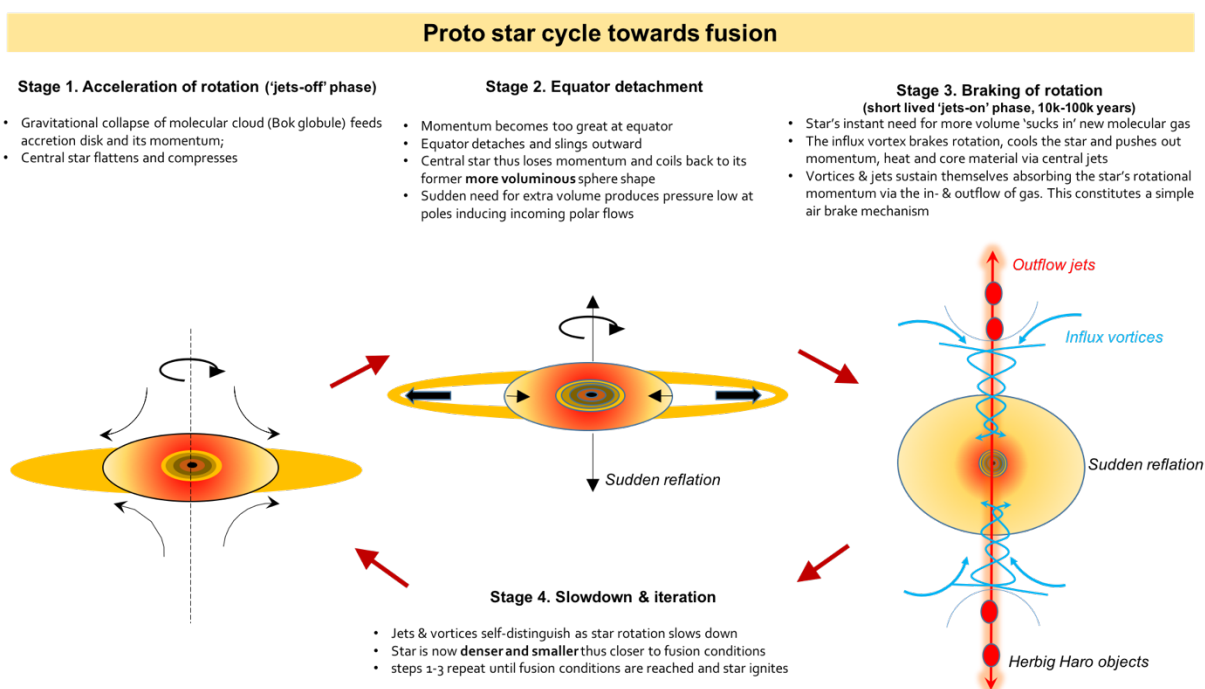 Proto star cycle towards fusion
Stage 1. Acceleration of rotation ('jets-off' phase)
• Gravitational collapse of molecular cloud (Bok globule) feeds
accretion disk and its momentum;
• Central star flattens and compresses
Stage 2. Equator detachment
• Momentum becomes too great at equator
• Equator detaches and slings outward
• Central star thus loses momentum and coils back to its
former more voluminous sphere shape
• Sudden need for extra volume produces pressure low at
poles inducing incoming polar flows
Stage 3. Braking of rotation
(short lived 'jets-on' phase, 10k-100k years)
• Star's instant need for more volume 'sucks in' new molecular gas
• The influx vortex brakes rotation, cools the star and pushes out
momentum, heat and core material via central jets
• Vortices & jets sustain themselves absorbing the star's rotational
momentum via the in- & outflow of gas. This constitutes a simple
air brake mechanism
Outflow jets
Influx vortices
Sudden reflation
Sudden reflation
Herbig Haro objects
Stage 4. Slowdown & iteration
• Jets & vortices self-distinguish as star rotation slows down
• Star is now denser and smaller thus closer to fusion conditions
• steps 1-3 repeat until fusion conditions are reached and star ignites